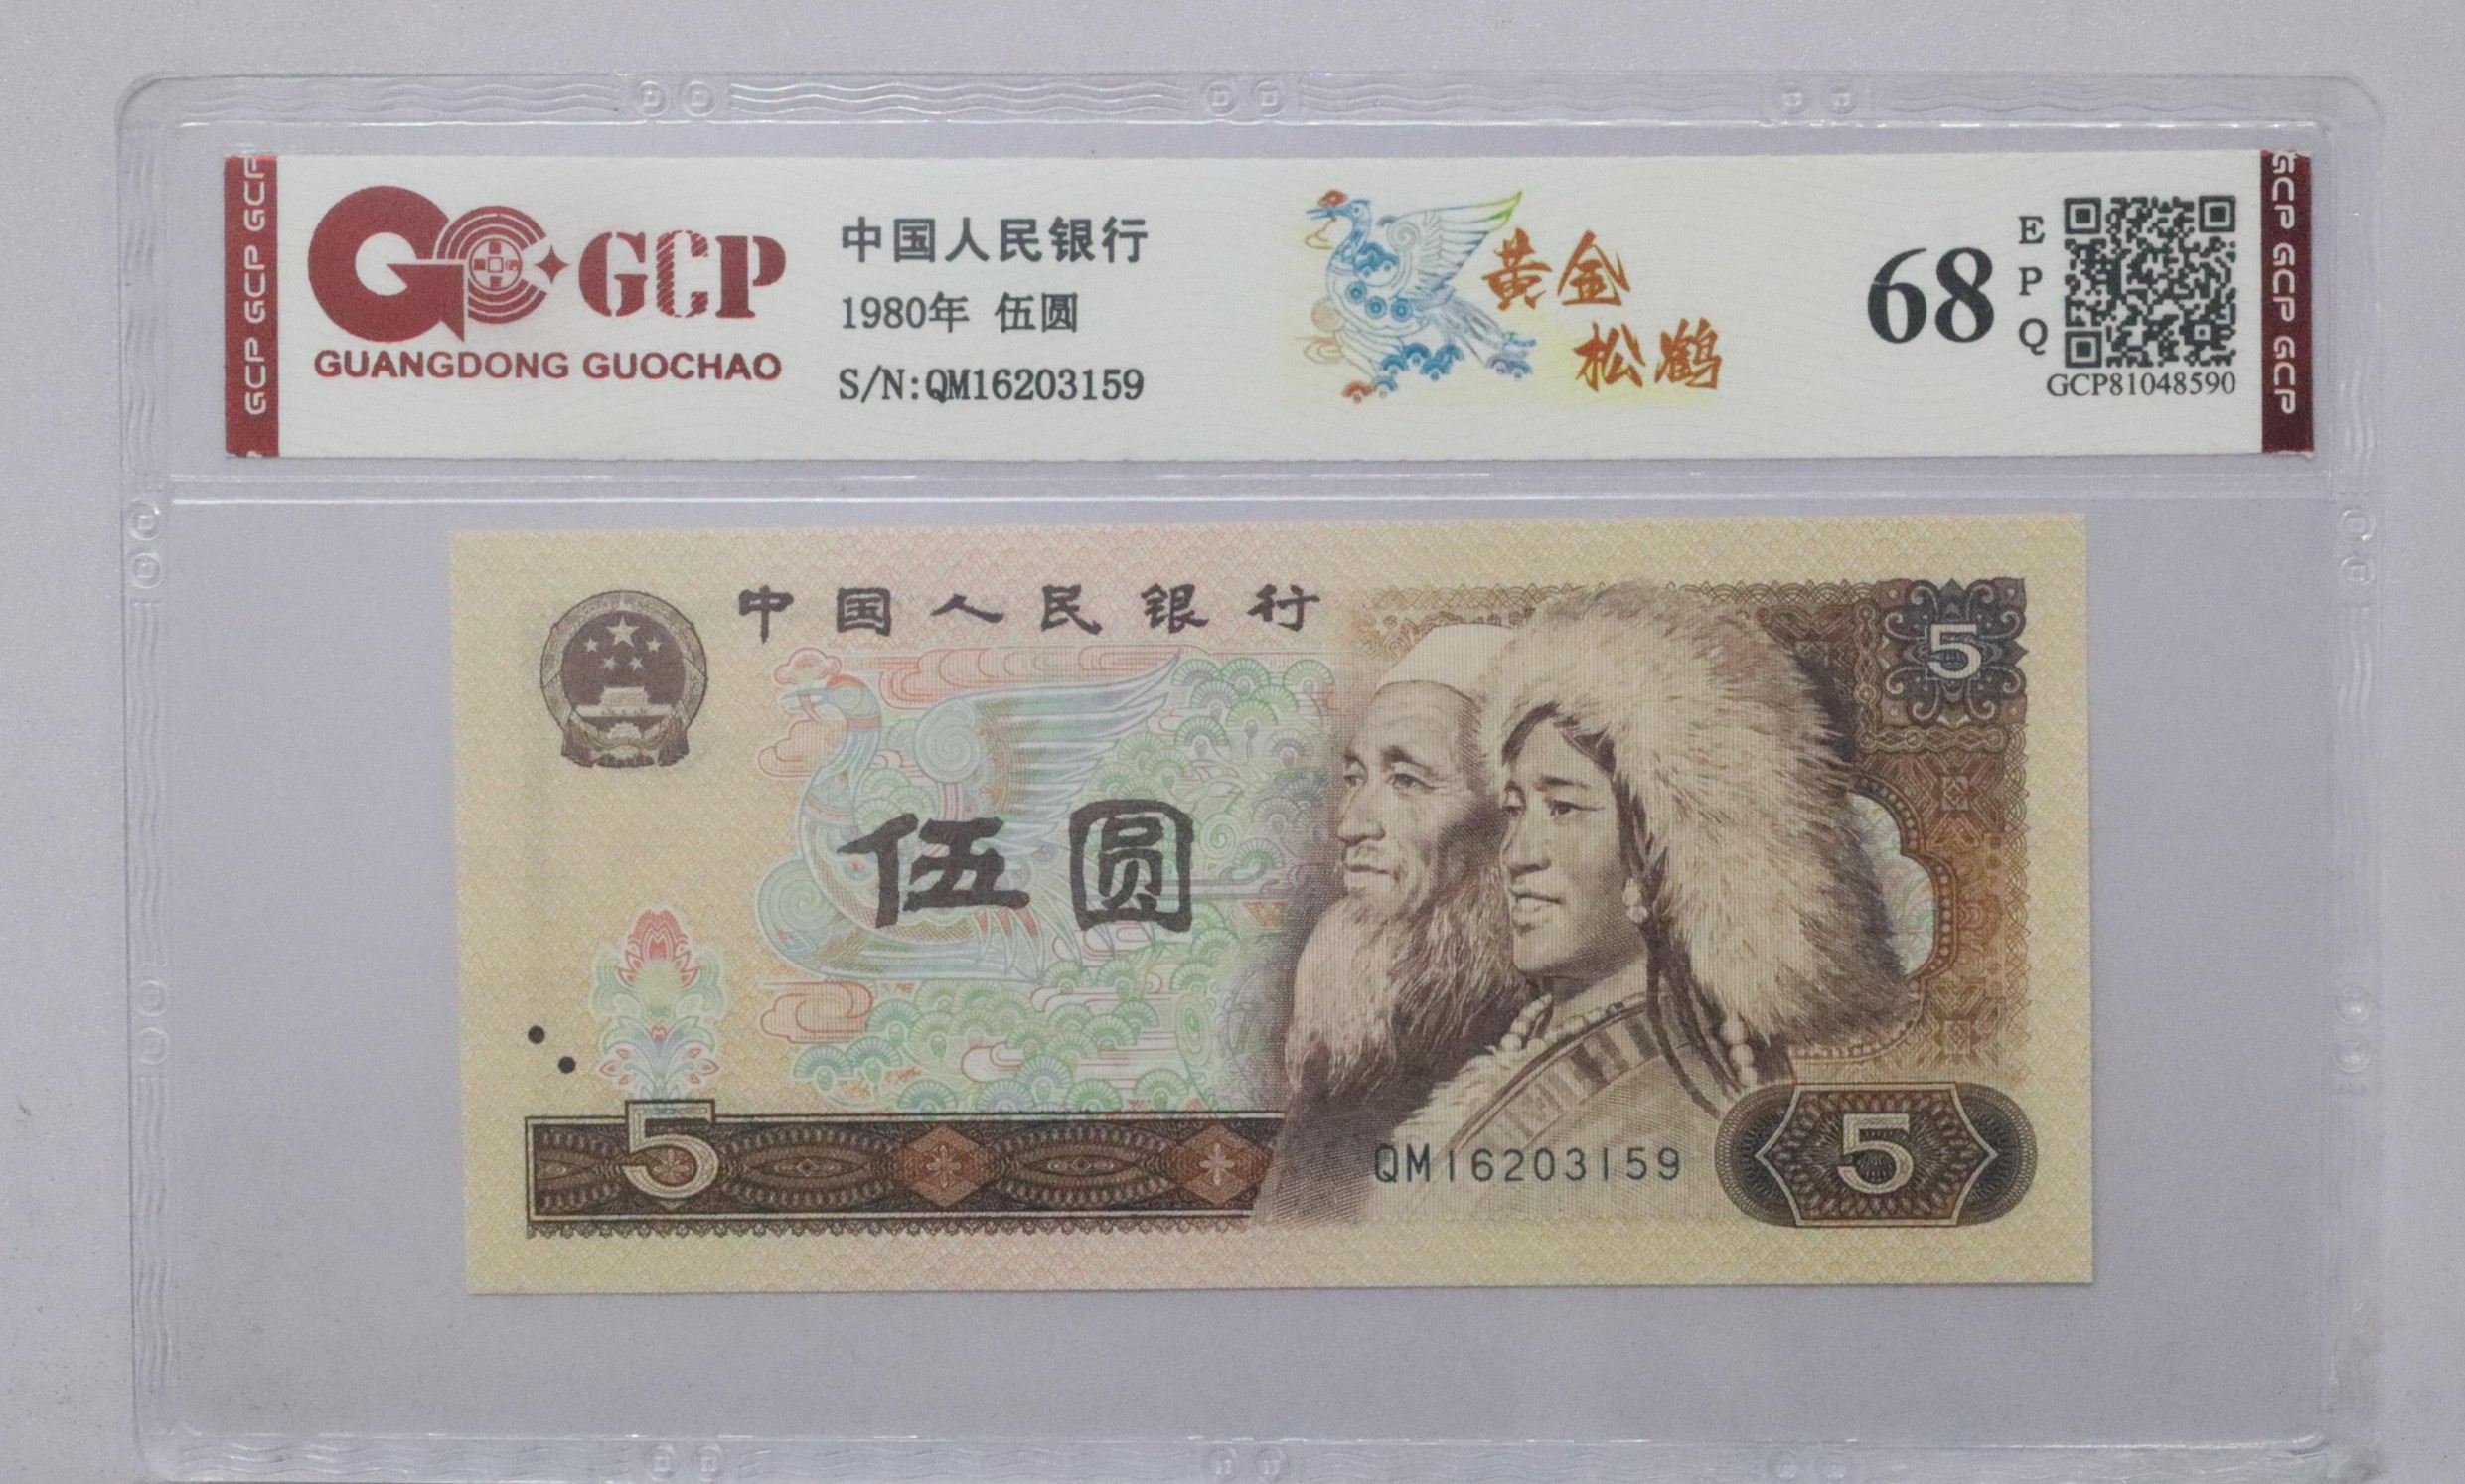 GCP GCP GCP
GCP
GUANGDONG GUOCHAO
中国人民银行
1980年 伍圆
S/N:QM16203159
黄金
松鹤
68
E
P
Q
GCP81048590
GCP GCP GCP
中国人民银行
5
伍圆
5
QM16203159
5